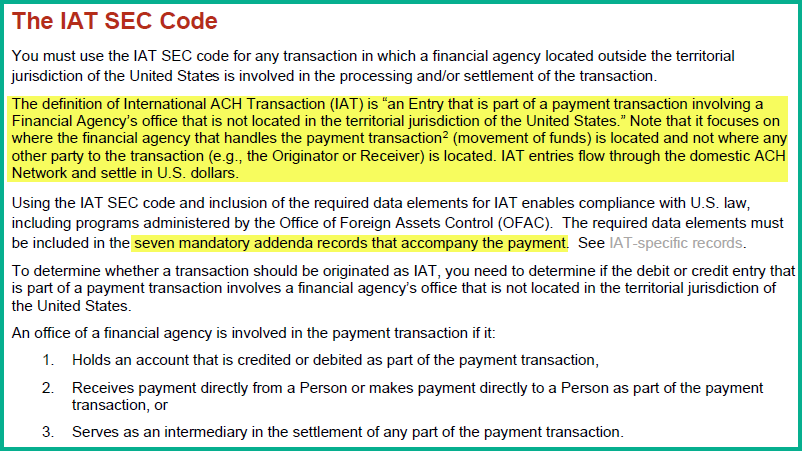 The IAT SEC Code
You must use the IAT SEC code for any transaction in which a financial agency located outside the territorial
jurisdiction of the United States is involved in the processing and/or settlement of the transaction.
The definition of International ACH Transaction (IAT) is “an Entry that is part of a payment transaction involving a
Financial Agency’s office that is not located in the territorial jurisdiction of the United States.” Note that it focuses on
where the financial agency that handles the payment transaction2 (movement of funds) is located and not where any
other party to the transaction (e.g., the Originator or Receiver) is located. IAT entries flow through the domestic ACH
Network and settle in U.S. dollars.
Using the IAT SEC code and inclusion of the required data elements for IAT enables compliance with U.S. law,
including programs administered by the Office of Foreign Assets Control (OFAC). The required data elements must
be included in the seven mandatory addenda records that accompany the payment. See IAT-specific records.
To determine whether a transaction should be originated as IAT, you need to determine if the debit or credit entry that
is part of a payment transaction involves a financial agency’s office that is not located in the territorial jurisdiction of
the United States.
An office of a financial agency is involved in the payment transaction if it:
1. Holds an account that is credited or debited as part of the payment transaction,
2. Receives payment directly from a Person or makes payment directly to a Person as part of the payment
transaction, or
3. Serves as an intermediary in the settlement of any part of the payment transaction.